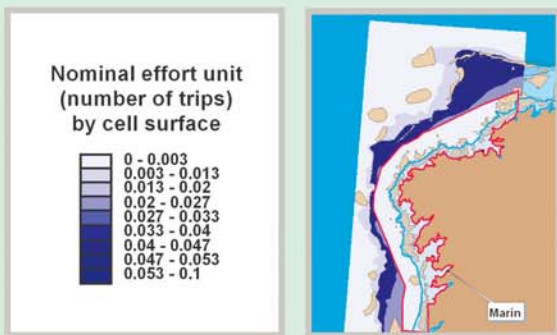 Nominal effort unit
(number of trips)
by cell surface
0 - 0.003
0.003 - 0.013
0.013 - 0.02
0.02 - 0.027
0.027 - 0.033
0.033 - 0.04
0.04 - 0.047
0.047 - 0.053
0.053 - 0.1
Marín